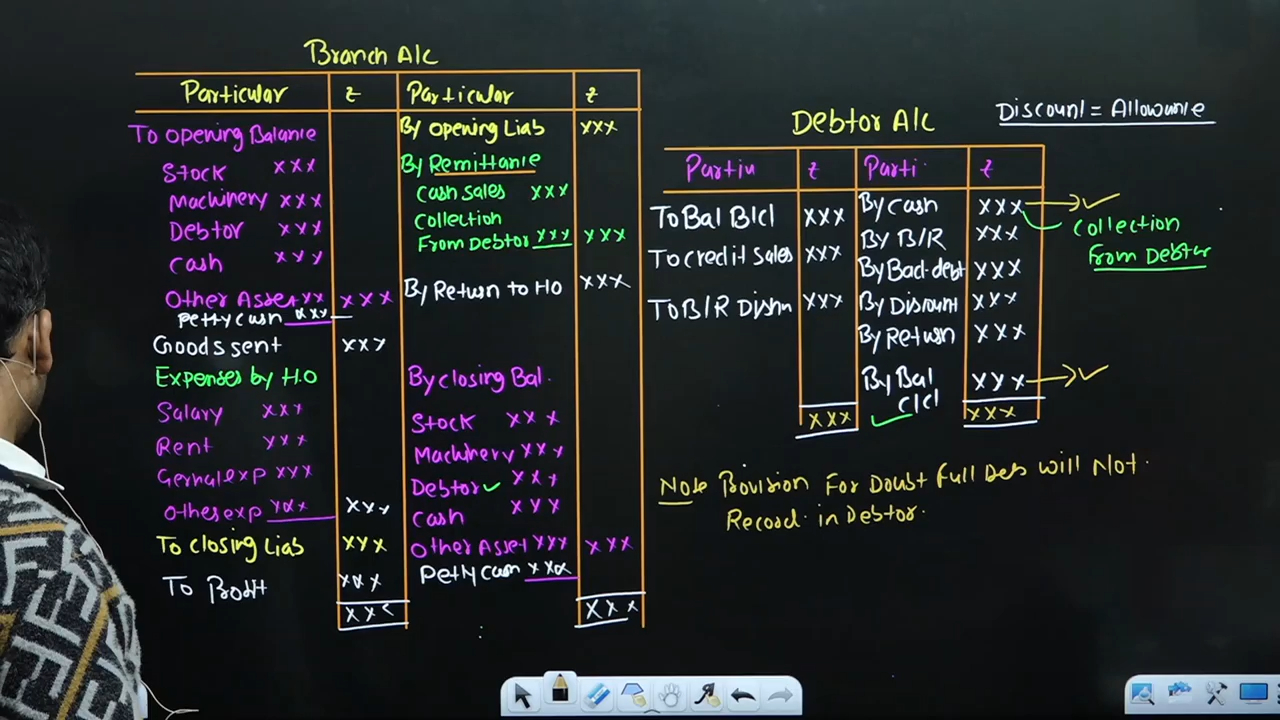 Branch A/c
Particular ₹ Particular ₹
To Opening Balance
Stock xxx
Machinery xxx
Debtor xxx
Cash xxx
Other Asset xx xxx
Petty cash xxx
Goods sent xxx
Expenses by H.O
Salary xxx
Rent xxx
Gernal exp xxx
Other exp xxx xxx
To closing Liab xxx
To Profit xxx
xxx
By Opening Liab xxx
By Remittance
Cash sales xxx
Collection
From Debtor xxx xxx
By Return to HO xxx
By closing Bal.
Stock xxx
Machinery xxx
Debtor ✓ xxx
Cash xxx
Other Asset xxx xxx
Petty cash xxx
xxx
Discount = Allowance
Debtor A/c
Particu ₹ Parti. ₹
To Bal B/d xxx
To credit Sales xxx
To B/R Dishn xxx
xxx
By Cash xxx → ✓
Collection
From Debtor
By B/R xxx
By Bad-debt xxx
By Discount xxx
By Return xxx
By Bal xxx → ✓
c/d
✓ xxx
Note Provision For Doubt full Deb will Not.
Record. in Debtor.